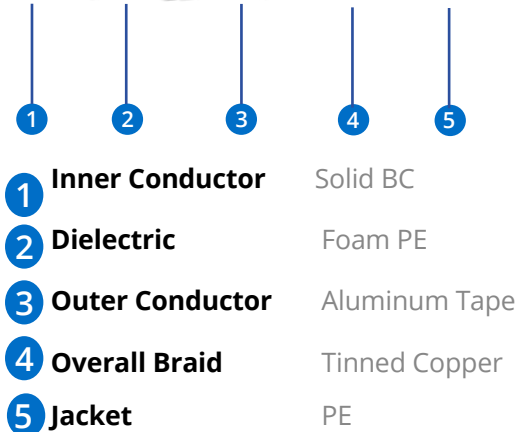 1 2 3 4 5
1 Inner Conductor Solid BC
2 Dielectric Foam PE
3 Outer Conductor Aluminum Tape
4 Overall Braid Tinned Copper
5 Jacket PE